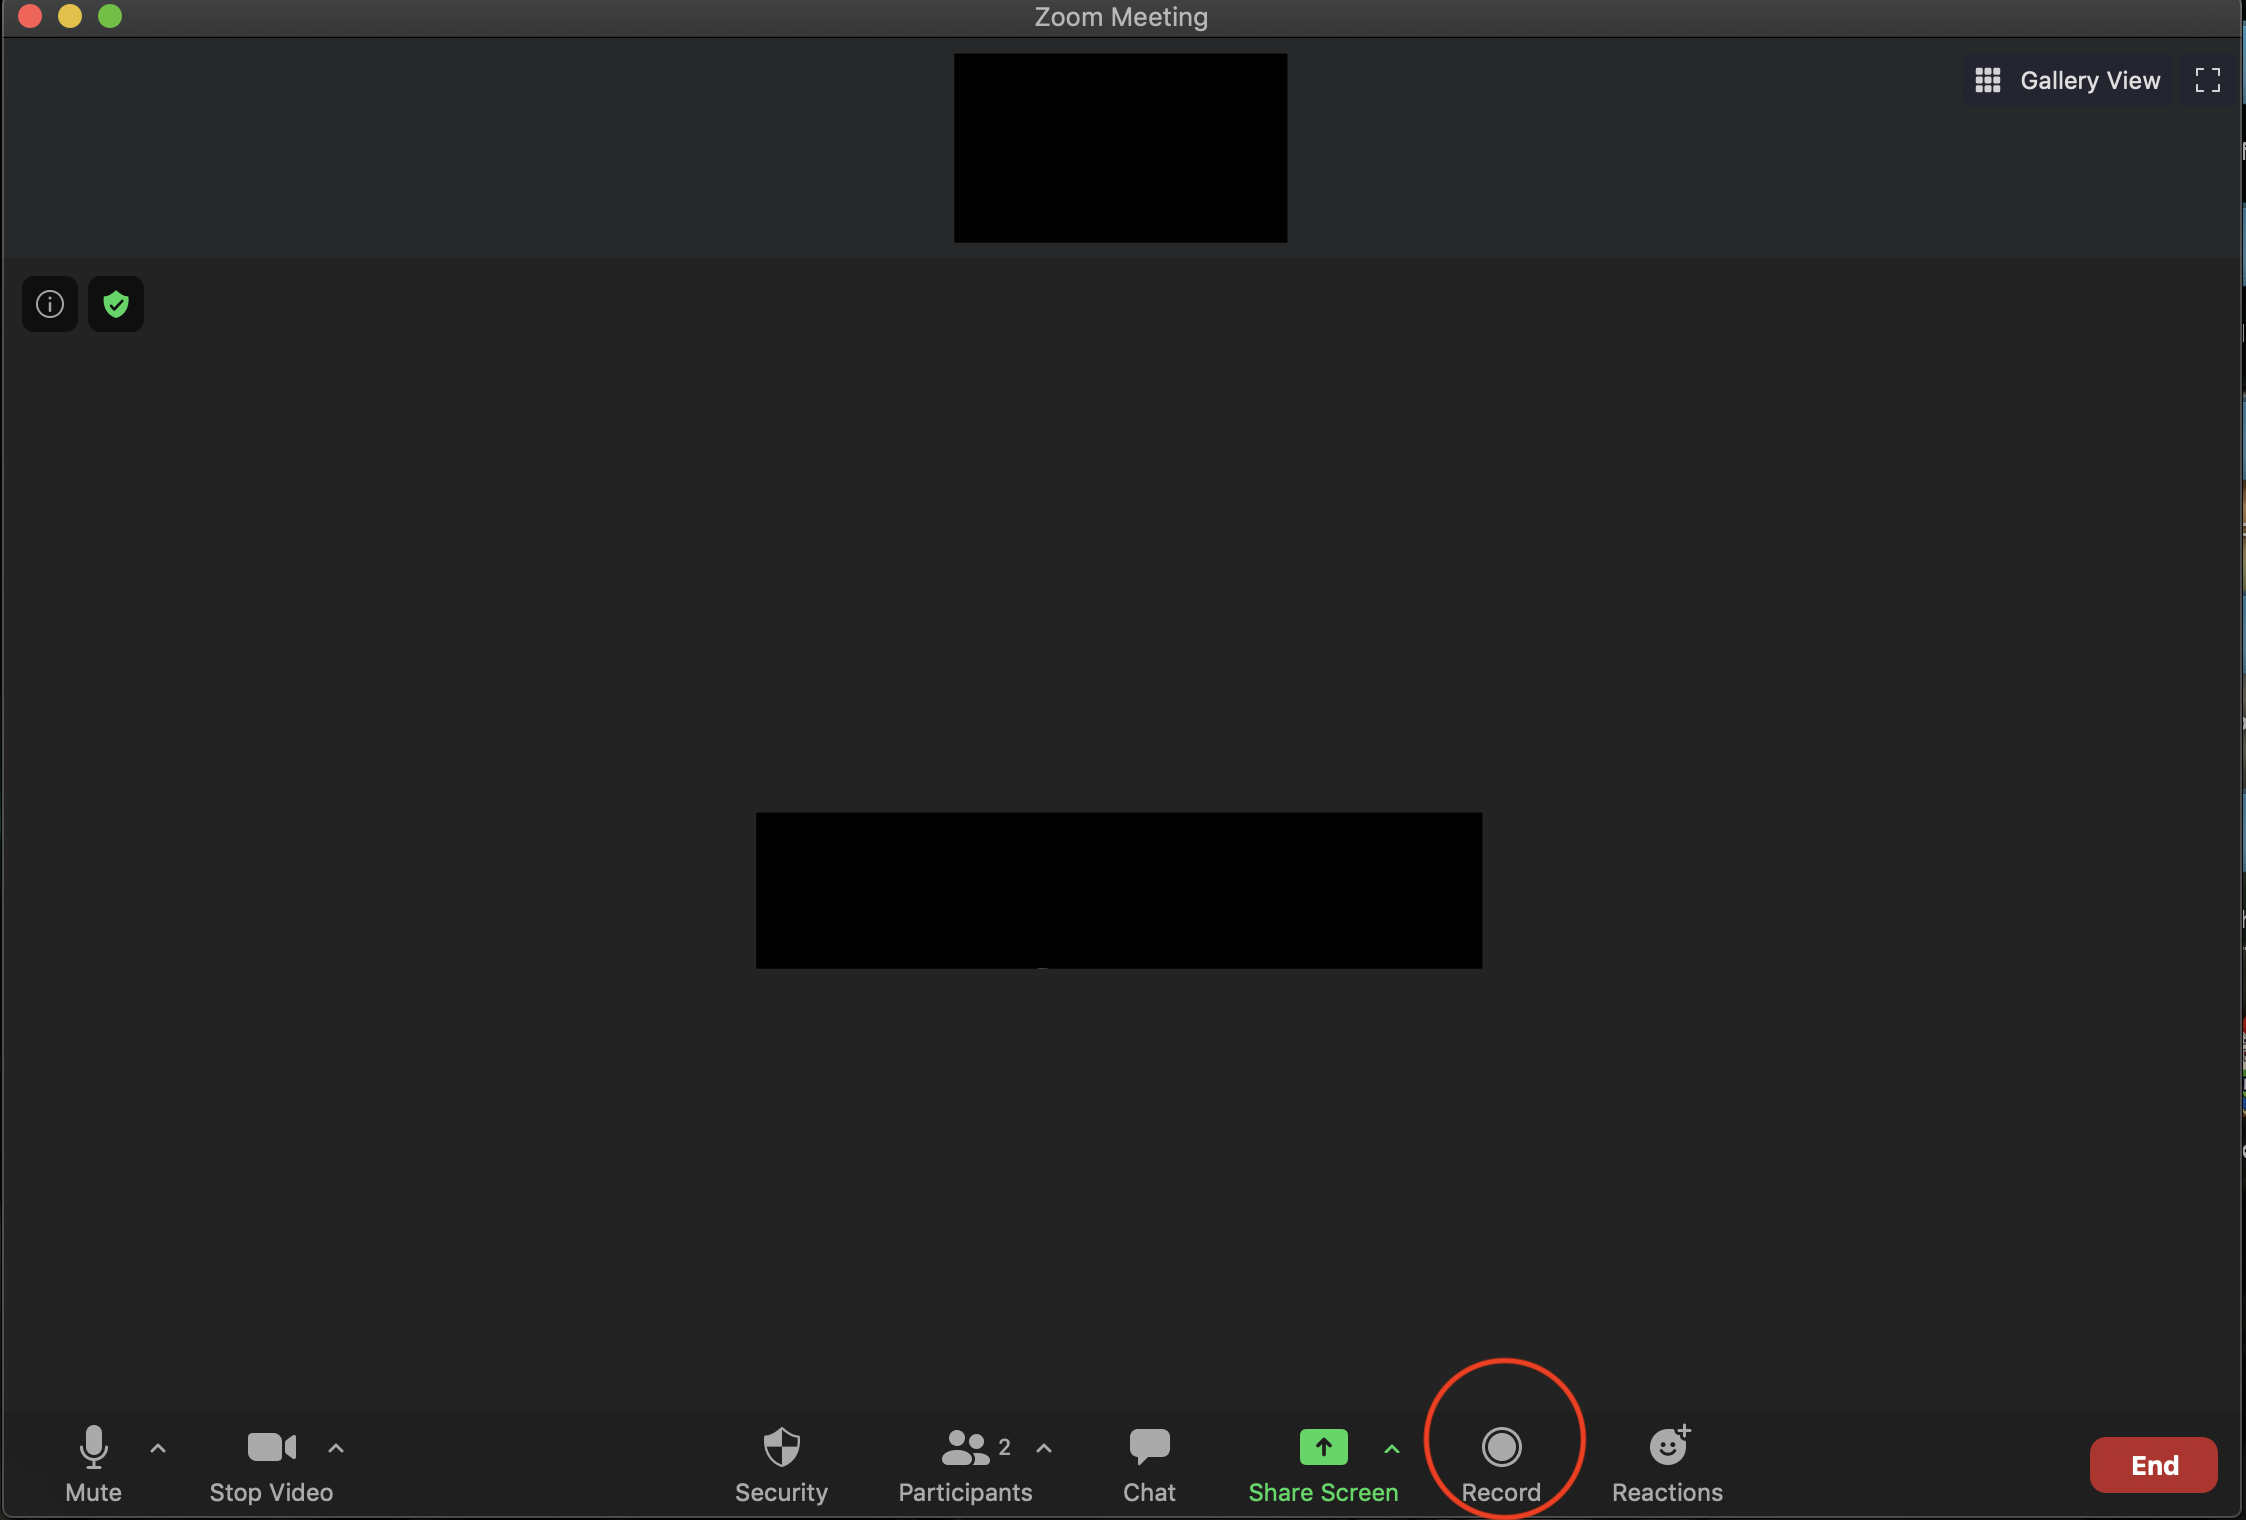 Zoom Meeting
Gallery View
2
Mute
Stop Video
Security
Participants
Chat
Share Screen
Record
Reactions
End